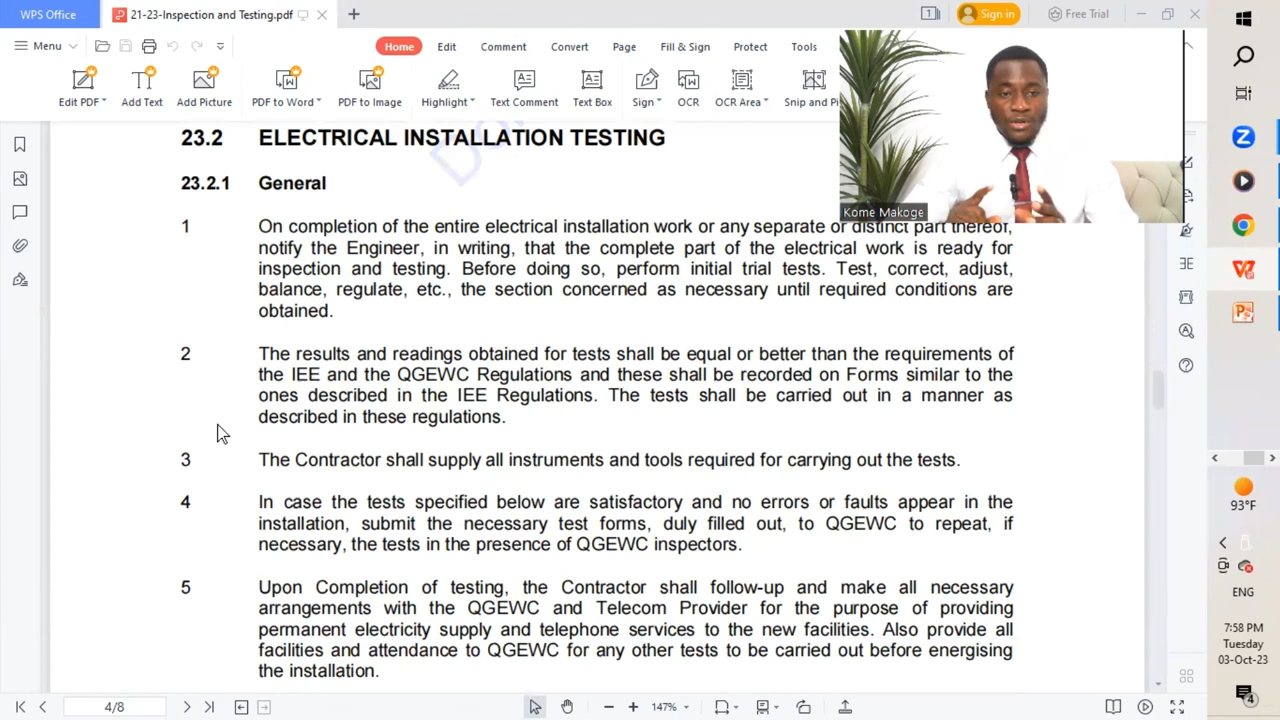 WPS Office
21-23-Inspection and Testing.pdf
Sign in
Free Trial
Menu
Home
Edit
Comment
Convert
Page
Fill & Sign
Protect
Tools
Edit PDF
Add Text
Add Picture
PDF to Word
PDF to Image
Highlight
Text Comment
Text Box
Sign
OCR
OCR Area
Snip and Pi
Kome Makoge
23.2 ELECTRICAL INSTALLATION TESTING
23.2.1 General
1 On completion of the entire electrical installation work or any separate or distinct part thereof,
notify the Engineer, in writing, that the complete part of the electrical work is ready for
inspection and testing. Before doing so, perform initial trial tests. Test, correct, adjust,
balance, regulate, etc., the section concerned as necessary until required conditions are
obtained.
2 The results and readings obtained for tests shall be equal or better than the requirements of
the IEE and the QGEWC Regulations and these shall be recorded on Forms similar to the
ones described in the IEE Regulations. The tests shall be carried out in a manner as
described in these regulations.
3 The Contractor shall supply all instruments and tools required for carrying out the tests.
4 In case the tests specified below are satisfactory and no errors or faults appear in the
installation, submit the necessary test forms, duly filled out, to QGEWC to repeat, if
necessary, the tests in the presence of QGEWC inspectors.
5 Upon Completion of testing, the Contractor shall follow-up and make all necessary
arrangements with the QGEWC and Telecom Provider for the purpose of providing
permanent electricity supply and telephone services to the new facilities. Also provide all
facilities and attendance to QGEWC for any other tests to be carried out before energising
the installation.
93°F
ENG
7:58 PM
Tuesday
03-Oct-23
4
4/8
147%